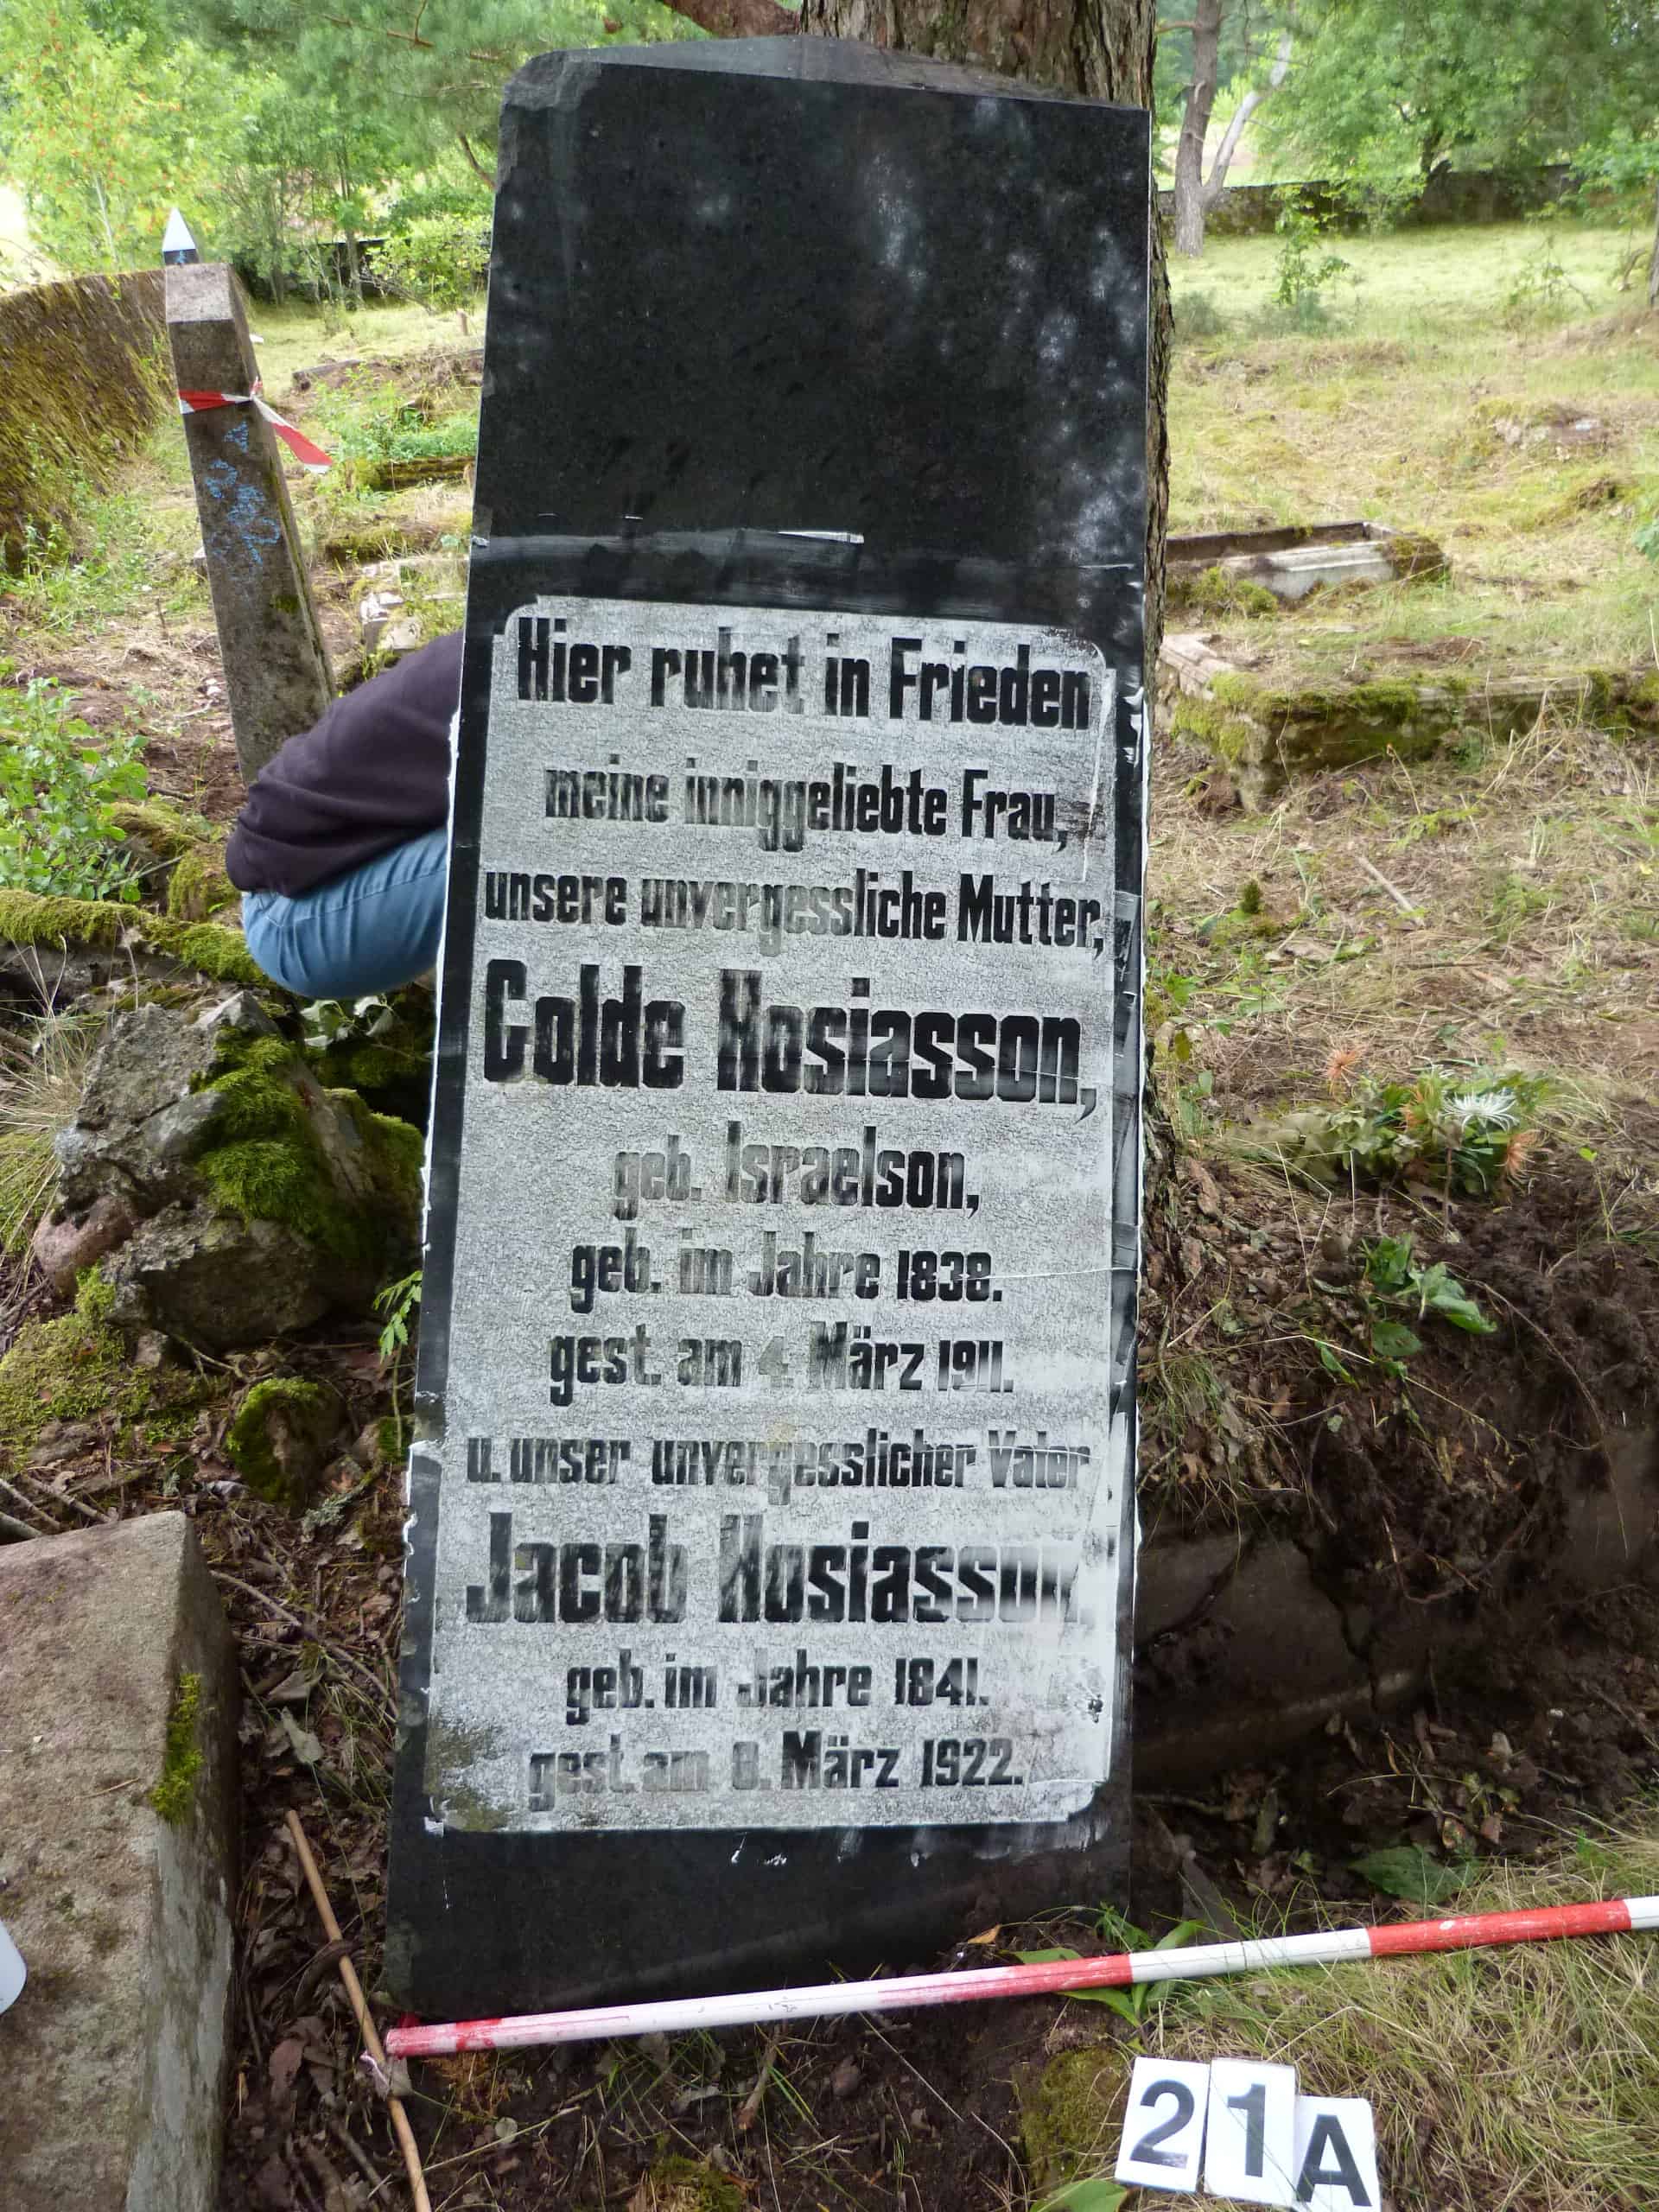 Hier ruhet in Frieden
meine inniggeliebte Frau,
unsere unvergessliche Mutter,
Golde Hosiasson,
geb. Israelson,
geb. im Jahre 1838.
gest. am 4. März 1911.
u. unser unvergesslicher Vater
Jacob Hosiasson,
geb. im Jahre 1841.
gest. am 8. März 1922.
21A